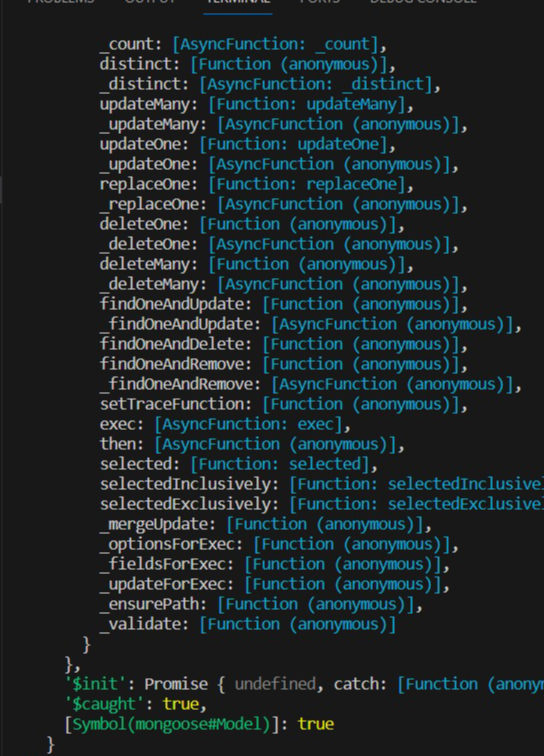 PROBLEMS OUTPUT TERMINAL PORTS DEBUG CONSOLE
_count: [AsyncFunction: _count],
distinct: [Function (anonymous)],
_distinct: [AsyncFunction: _distinct],
updateMany: [Function: updateMany],
_updateMany: [AsyncFunction (anonymous)],
updateOne: [Function: updateOne],
_updateOne: [AsyncFunction (anonymous)],
replaceOne: [Function: replaceOne],
_replaceOne: [AsyncFunction (anonymous)],
deleteOne: [Function (anonymous)],
_deleteOne: [AsyncFunction (anonymous)],
deleteMany: [Function (anonymous)],
_deleteMany: [AsyncFunction (anonymous)],
findOneAndUpdate: [Function (anonymous)],
_findOneAndUpdate: [AsyncFunction (anonymous)],
findOneAndDelete: [Function (anonymous)],
findOneAndRemove: [Function (anonymous)],
_findOneAndRemove: [AsyncFunction (anonymous)],
setTraceFunction: [Function (anonymous)],
exec: [AsyncFunction: exec],
then: [AsyncFunction (anonymous)],
selected: [Function: selected],
selectedInclusively: [Function: selectedInclusivel
selectedExclusively: [Function: selectedExclusivel
_mergeUpdate: [Function (anonymous)],
_optionsForExec: [Function (anonymous)],
_fieldsForExec: [Function (anonymous)],
_updateForExec: [Function (anonymous)],
_ensurePath: [Function (anonymous)],
_validate: [Function (anonymous)]
}
},
'$init': Promise { undefined, catch: [Function (anony
'$caught': true,
[Symbol(mongoose#Model)]: true
}